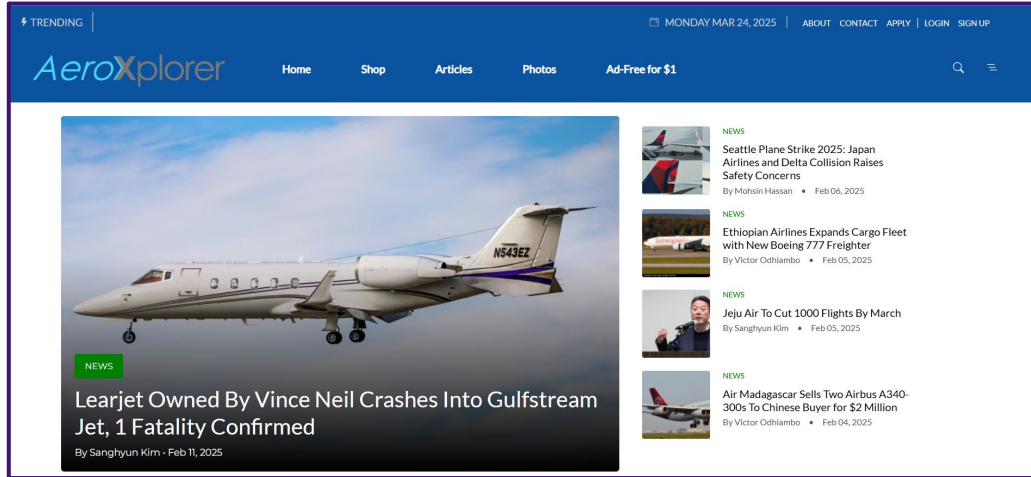 TRENDING
MONDAY MAR 24, 2025
ABOUT CONTACT APPLY | LOGIN SIGN UP
AeroXplorer
Home Shop Articles Photos Ad-Free for $1
N543EZ
NEWS
Learjet Owned By Vince Neil Crashes Into Gulfstream
Jet, 1 Fatality Confirmed
By Sanghyun Kim • Feb 11, 2025
NEWS
Seattle Plane Strike 2025: Japan
Airlines and Delta Collision Raises
Safety Concerns
By Mohsin Hassan • Feb 06, 2025
NEWS
Ethiopian Airlines Expands Cargo Fleet
with New Boeing 777 Freighter
By Victor Odhiambo • Feb 05, 2025
NEWS
Jeju Air To Cut 1000 Flights By March
By Sanghyun Kim • Feb 05, 2025
NEWS
Air Madagascar Sells Two Airbus A340-
300s To Chinese Buyer for $2 Million
By Victor Odhiambo • Feb 04, 2025